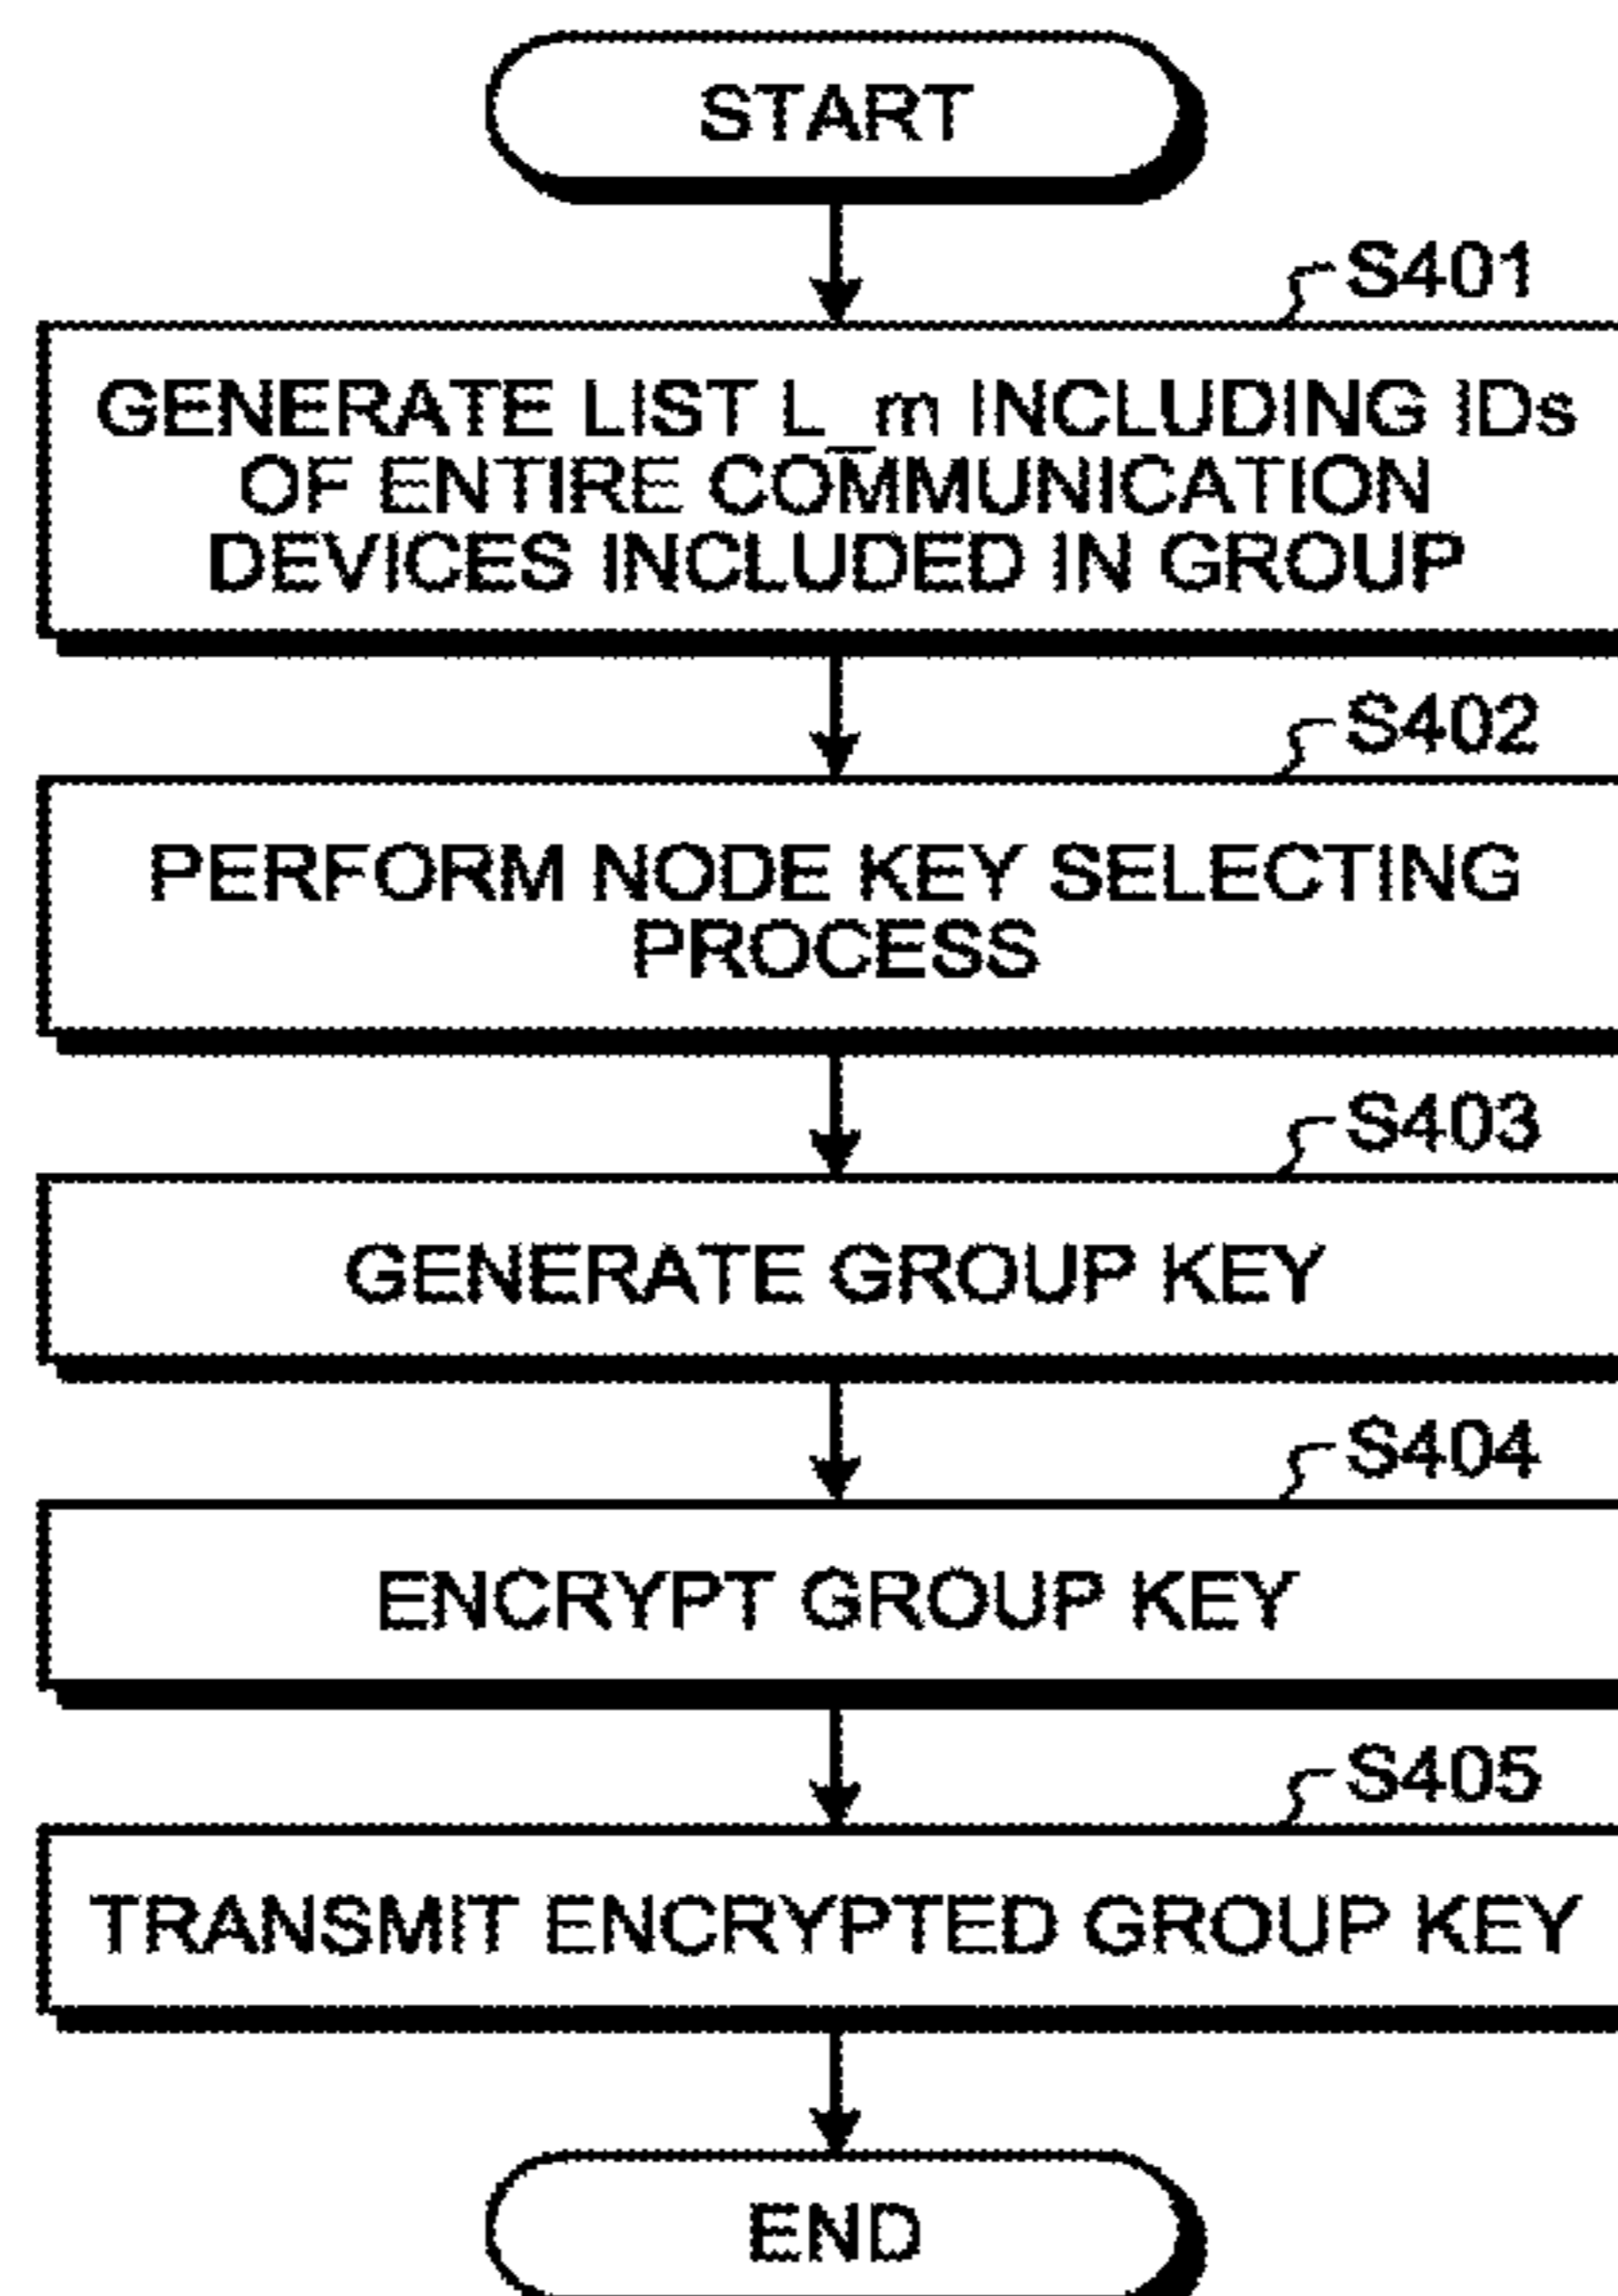 START
S401
GENERATE LIST L_m INCLUDING IDs
OF ENTIRE COMMUNICATION
DEVICES INCLUDED IN GROUP
S402
PERFORM NODE KEY SELECTING
PROCESS
S403
GENERATE GROUP KEY
S404
ENCRYPT GROUP KEY
S405
TRANSMIT ENCRYPTED GROUP KEY
END